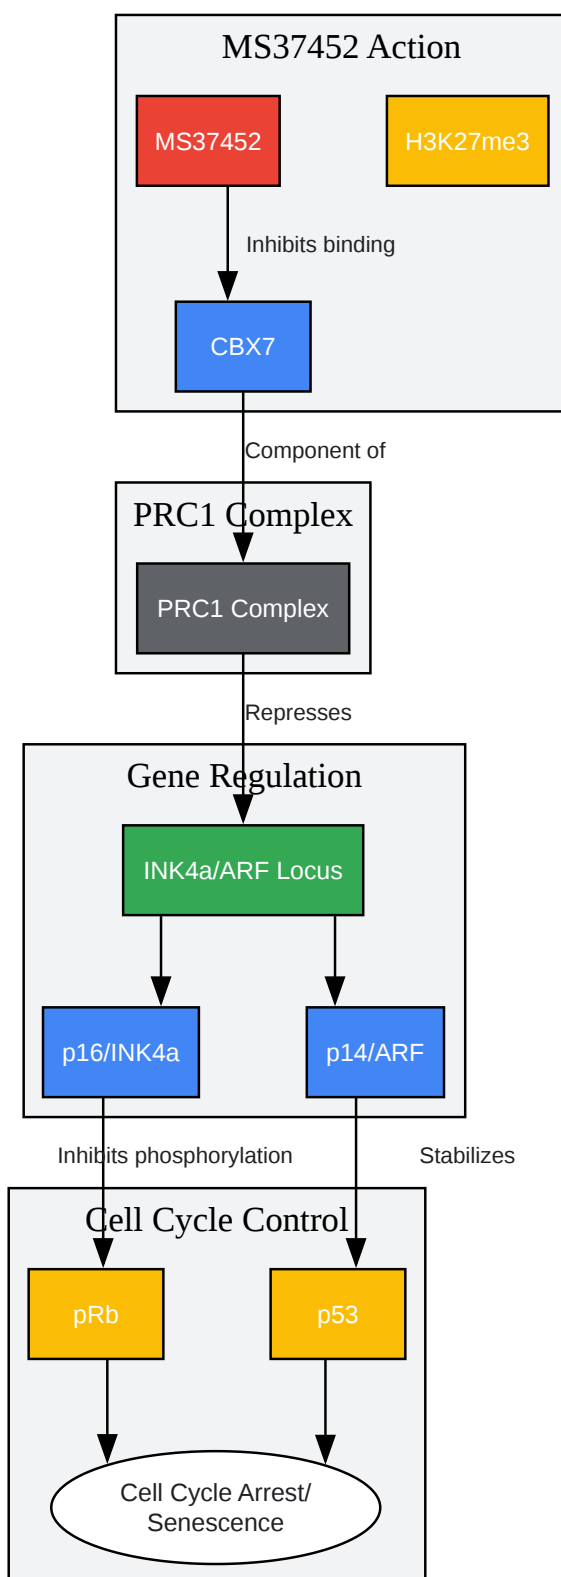 MS37452 Action
MS37452
H3K27me3
Inhibits binding
CBX7
Component of
PRC1 Complex
PRC1 Complex
Represses
Gene Regulation
INK4a/ARF Locus
p16/INK4a
p14/ARF
Inhibits phosphorylation
Stabilizes
Cell Cycle Control
pRb
p53
Cell Cycle Arrest/
Senescence